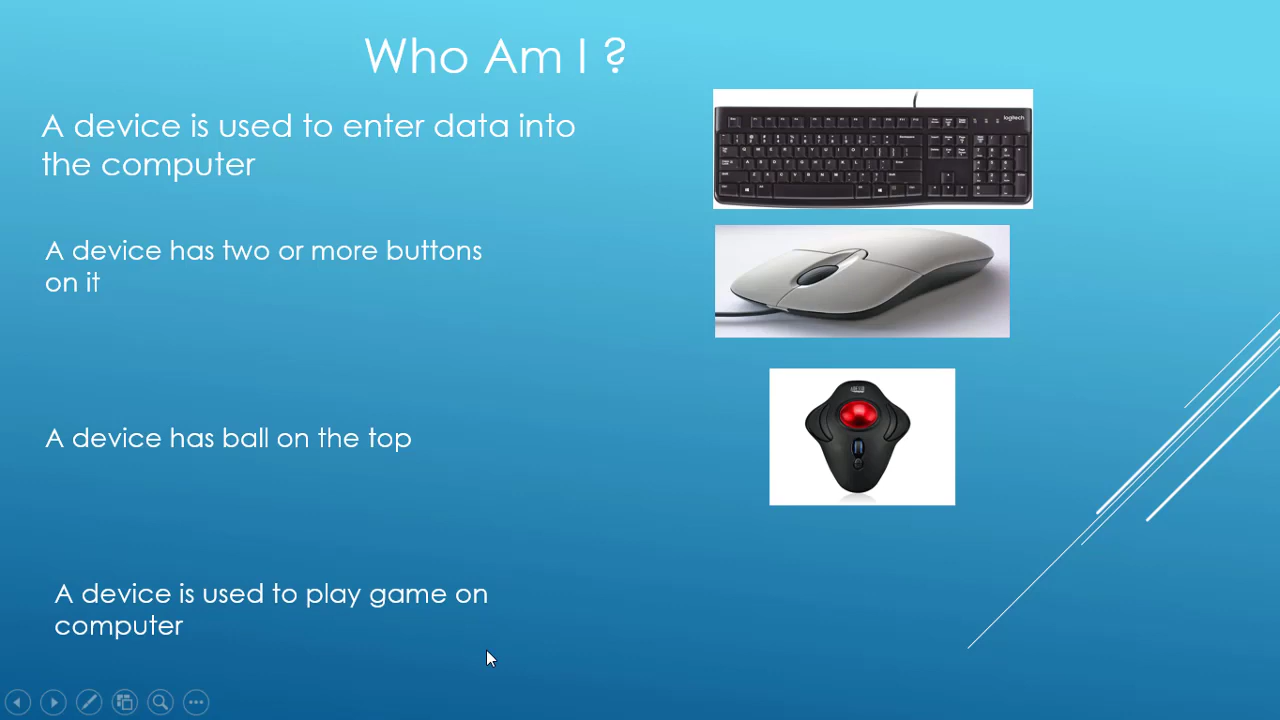 Who Am I ?
A device is used to enter data into
the computer
logitech
A device has two or more buttons
on it
A device has ball on the top
A device is used to play game on
computer